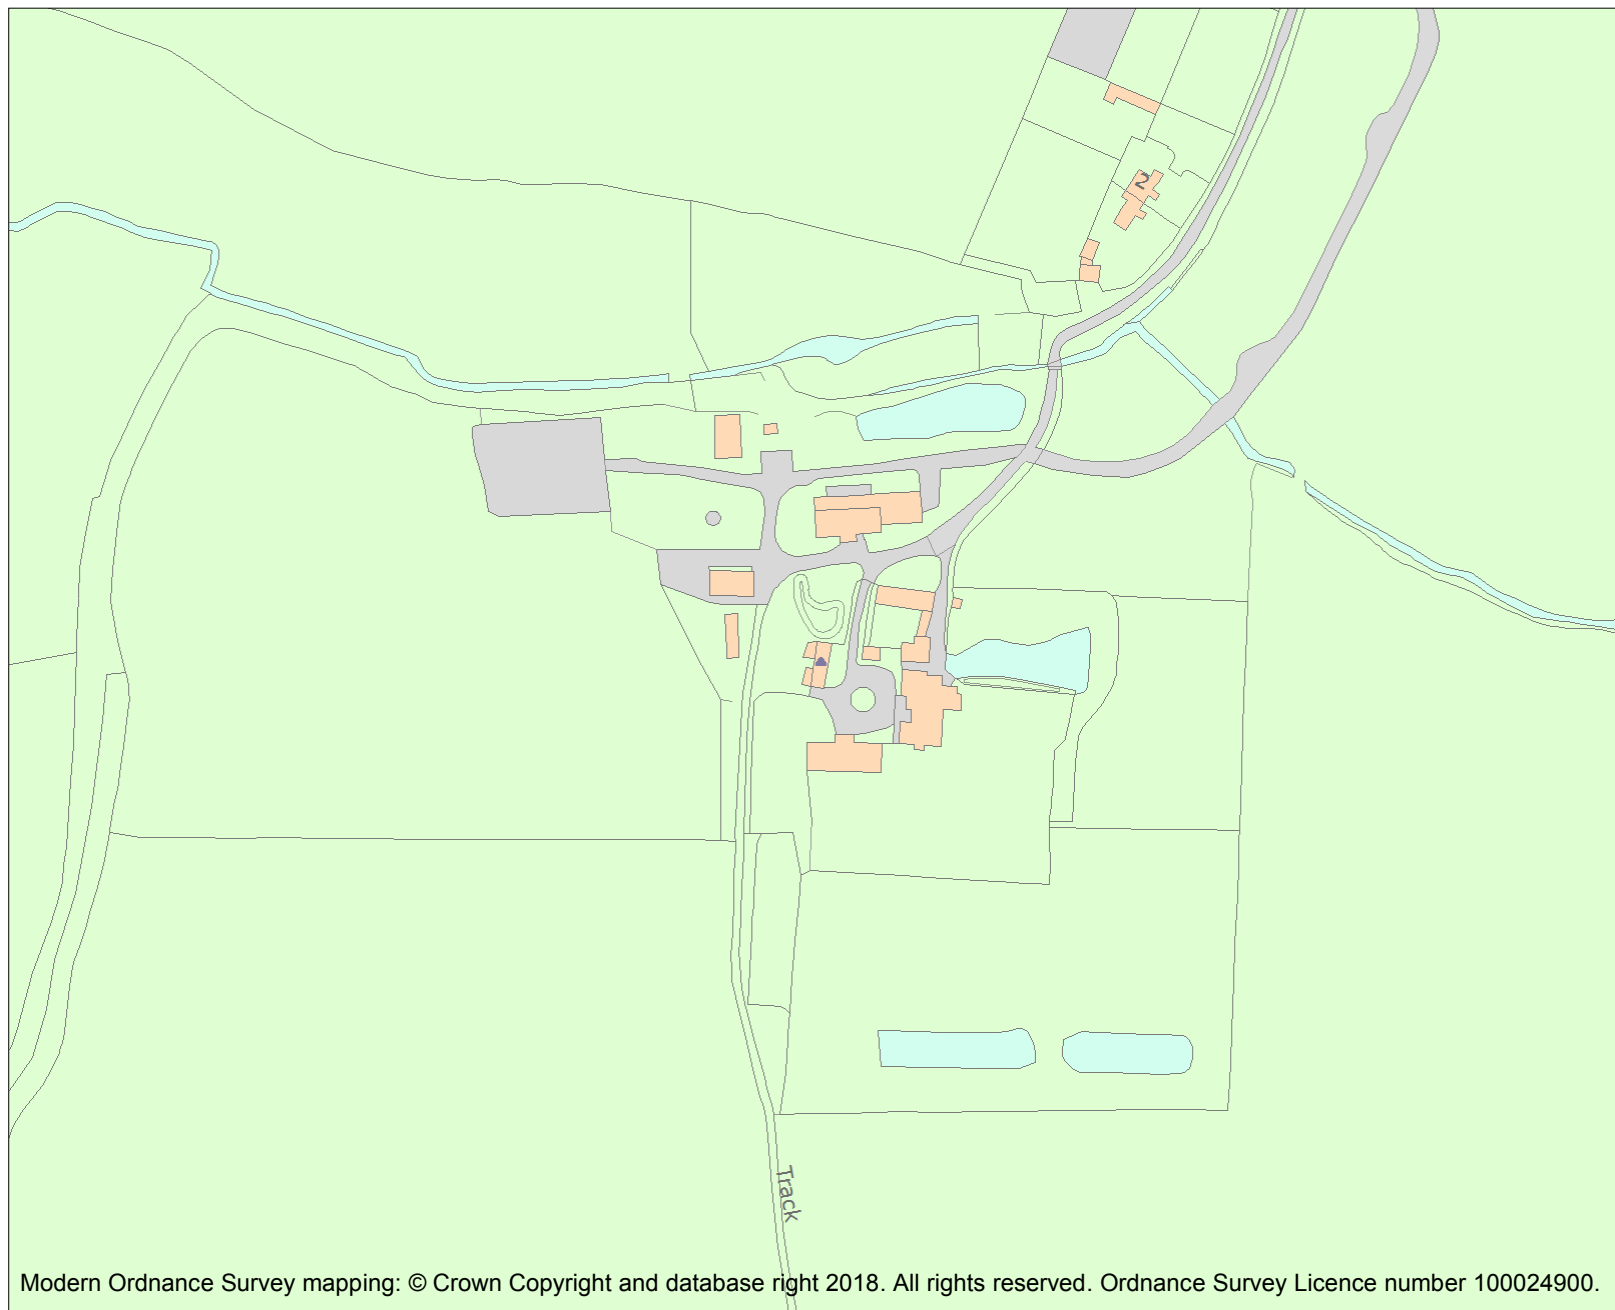 2
Track
Modern Ordnance Survey mapping: © Crown Copyright and database right 2018. All rights reserved. Ordnance Survey Licence number 100024900.